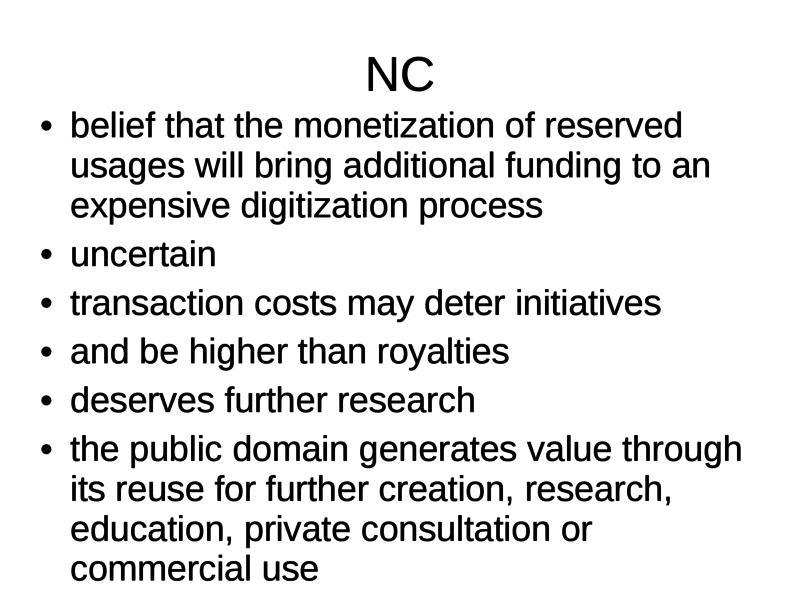 NC
• belief that the monetization of reserved
usages will bring additional funding to an
expensive digitization process
• uncertain
• transaction costs may deter initiatives
• and be higher than royalties
• deserves further research
• the public domain generates value through
its reuse for further creation, research,
education, private consultation or
commercial use